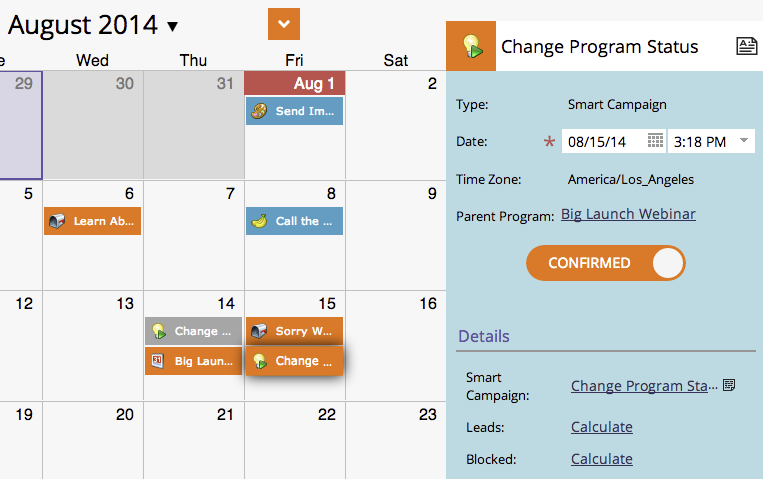 August 2014
e Wed Thu Fri Sat
29 30 31 Aug 1 2
Send Im...
5 6 7 8 9
Learn Ab... Call the ...
12 13 14 15 16
Change ... Sorry W...
31 Big Laun... Change ...
19 20 21 22 23
Change Program Status
Type: Smart Campaign
Date: * 08/15/14 3:18 PM
Time Zone: America/Los_Angeles
Parent Program: Big Launch Webinar
CONFIRMED
Details
Smart
Campaign: Change Program Sta...
Leads: Calculate
Blocked: Calculate